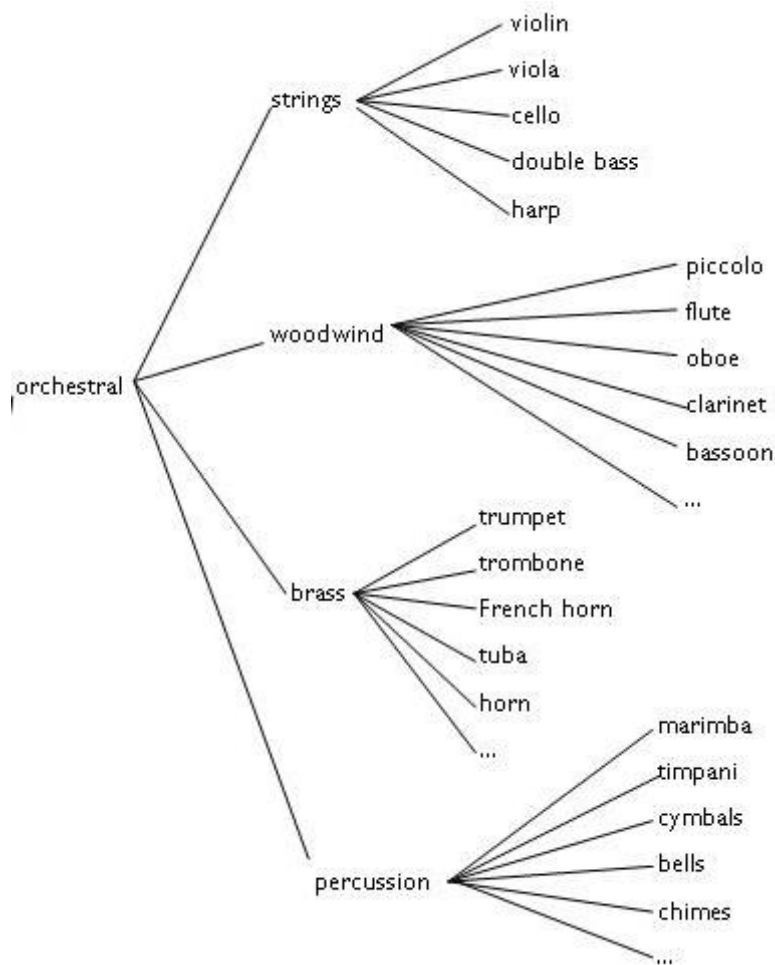 orchestral
strings
violin
viola
cello
double bass
harp
woodwind
piccolo
flute
oboe
clarinet
bassoon
...
brass
trumpet
trombone
French horn
tuba
horn
...
percussion
marimba
timpani
cymbals
bells
chimes
...